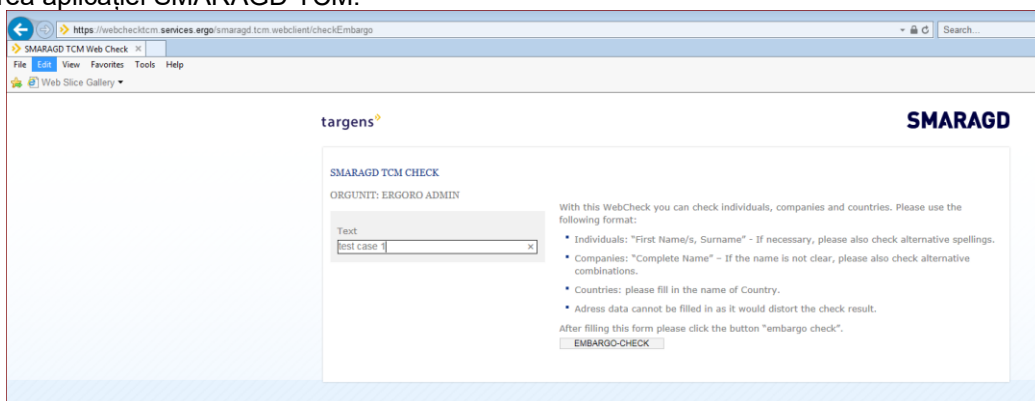 rea aplicației SMARAGD TCM.
https://webchecktcm.services.ergo/smaragd.tcm.webclient/checkEmbargo
Search...
SMARAGD TCM Web Check
File Edit View Favorites Tools Help
Web Slice Gallery
targens
SMARAGD
SMARAGD TCM CHECK
ORGUNIT: ERGORO ADMIN
Text
test case 1
With this WebCheck you can check individuals, companies and countries. Please use the
following format:
Individuals: "First Name/s, Surname" - If necessary, please also check alternative spellings.
Companies: "Complete Name" – If the name is not clear, please also check alternative
combinations.
Countries: please fill in the name of Country.
Adress data cannot be filled in as it would distort the check result.
After filling this form please click the button "embargo check".
EMBARGO-CHECK